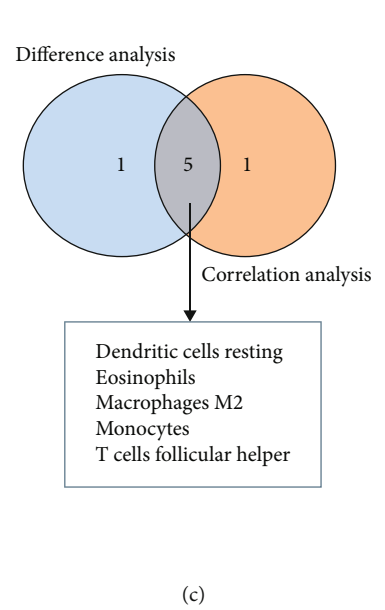 Difference analysis
1 5 1
Correlation analysis
Dendritic cells resting
Eosinophils
Macrophages M2
Monocytes
T cells follicular helper
(c)